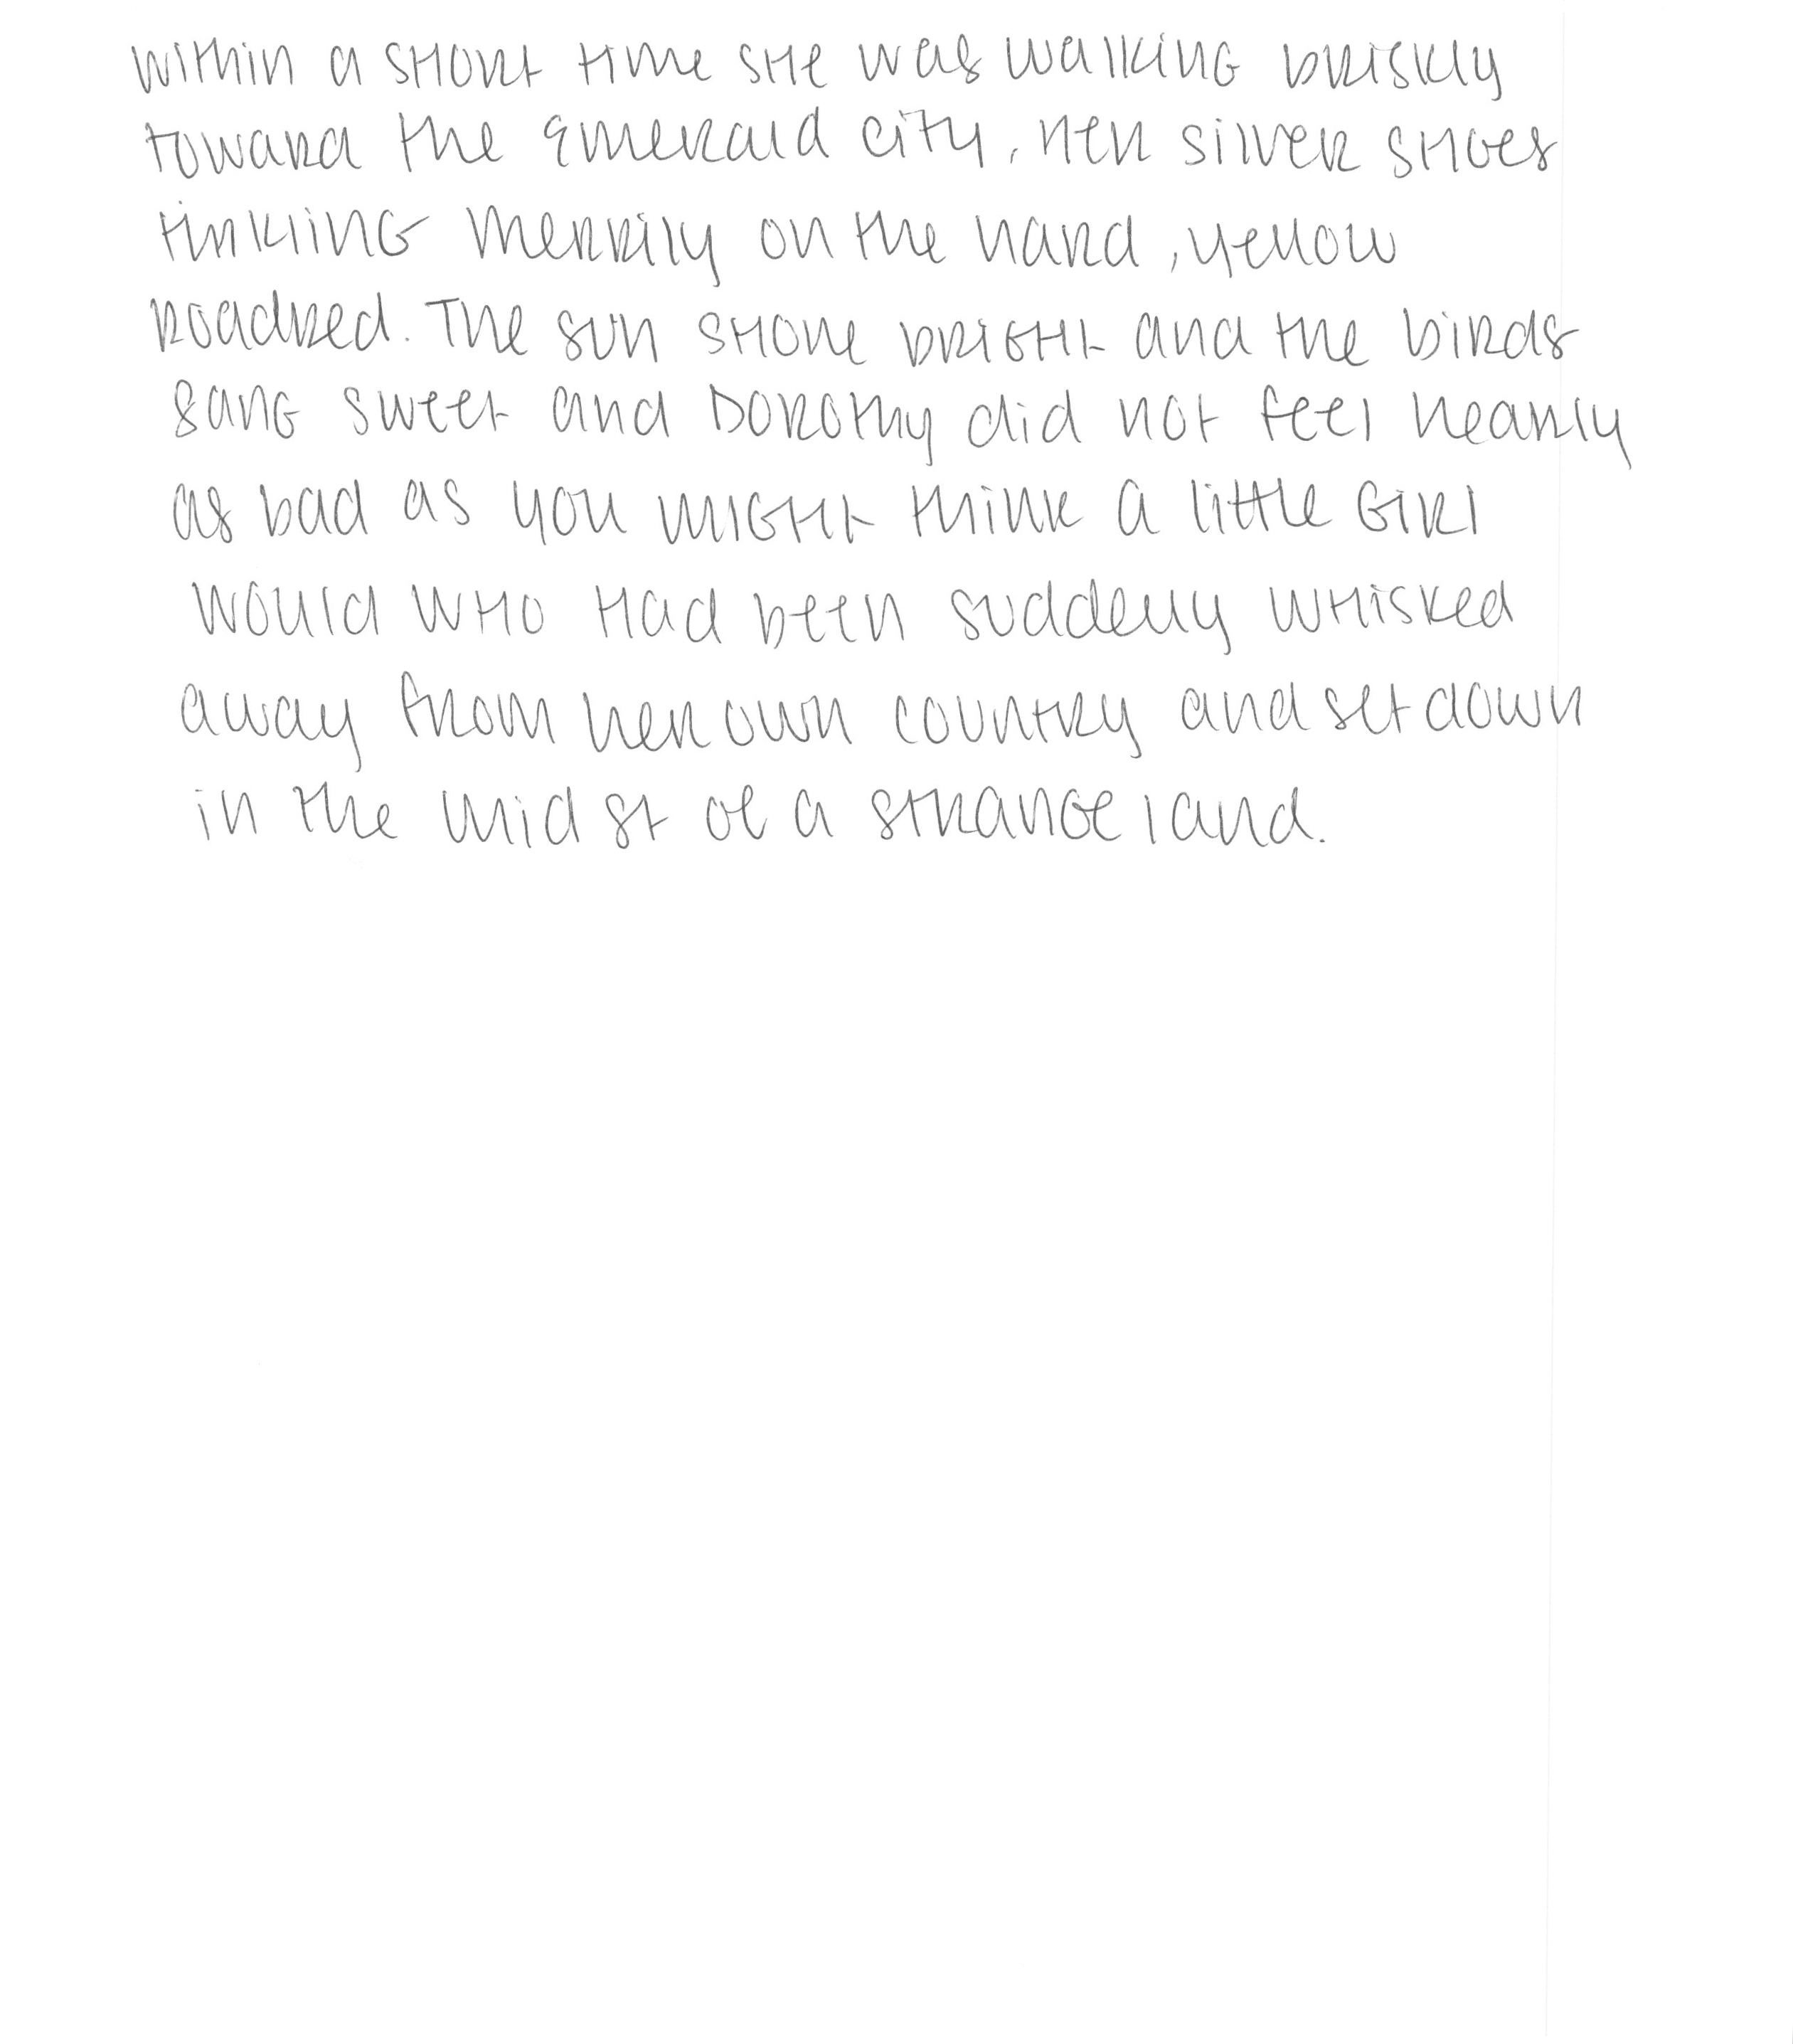 within a short time she was walking briskly
toward the Emerald City, her silver shoes
tinkling merrily on the hard, yellow
roadred. The sun shone bright and the birds
sang sweet and Dorothy did not feel nearly
as bad as you might think a little girl
would who had been suddenly whisked
away from her own country and set down
in the midst of a strange land.